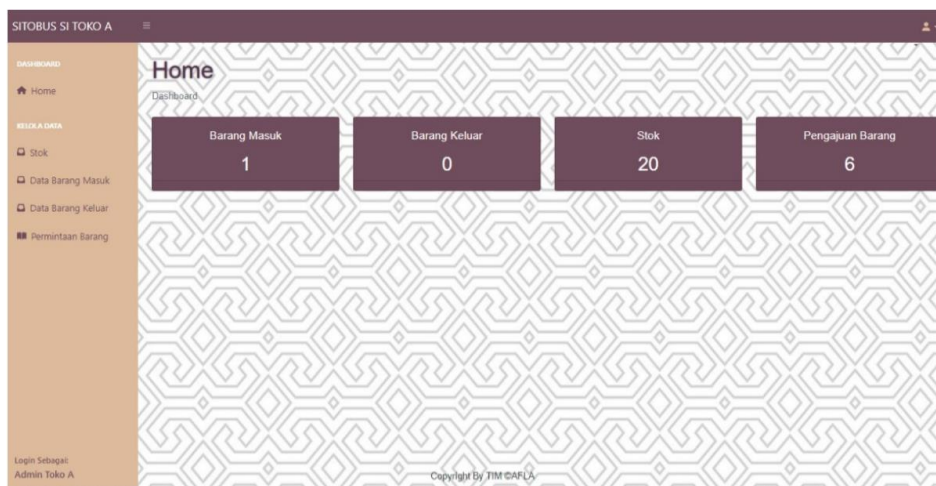 SITOBUS SI TOKO A
DASHBOARD
Home
KELOLA DATA
Stok
Data Barang Masuk
Data Barang Keluar
Permintaan Barang
Login Sebagai:
Admin Toko A
Home
Dashboard
Barang Masuk
1
Barang Keluar
0
Stok
20
Pengajuan Barang
6
Copyright By TIM ©AFLA